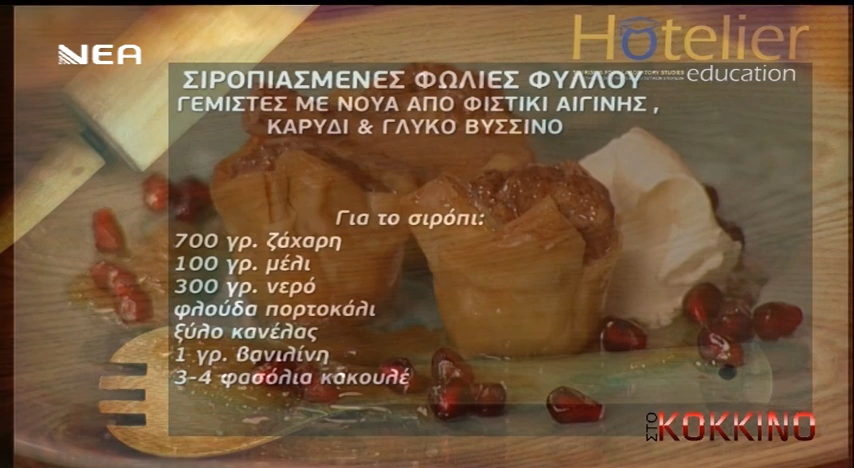 ΝΕΑ
Hotelier
education
ΣΙΡΟΠΙΑΣΜΕΝΕΣ ΦΩΛΙΕΣ ΦΥΛΛΟΥ
ΓΕΜΙΣΤΕΣ ΜΕ ΝΟΥΑ ΑΠΟ ΦΙΣΤΙΚΙ ΑΙΓΙΝΗΣ ,
ΚΑΡΥΔΙ & ΓΛΥΚΟ ΒΥΣΣΙΝΟ
Για το σιρόπι:
700 γρ. ζάχαρη
100 γρ. μέλι
300 γρ. νερό
φλούδα πορτοκάλι
ξύλο κανέλας
1 γρ. βανιλίνη
3-4 φασόλια κακουλέ
ΣΤΟ ΚΟΚΚΙΝΟ